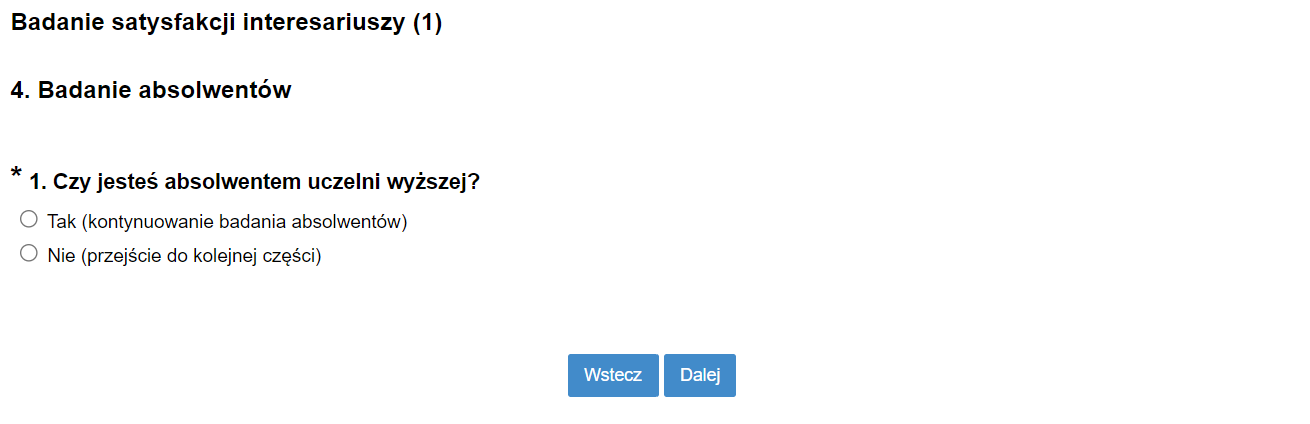 Badanie satysfakcji interesariuszy (1)
4. Badanie absolwentów
* 1. Czy jesteś absolwentem uczelni wyższej?
Tak (kontynuowanie badania absolwentów)
Nie (przejście do kolejnej części)
Wstecz Dalej